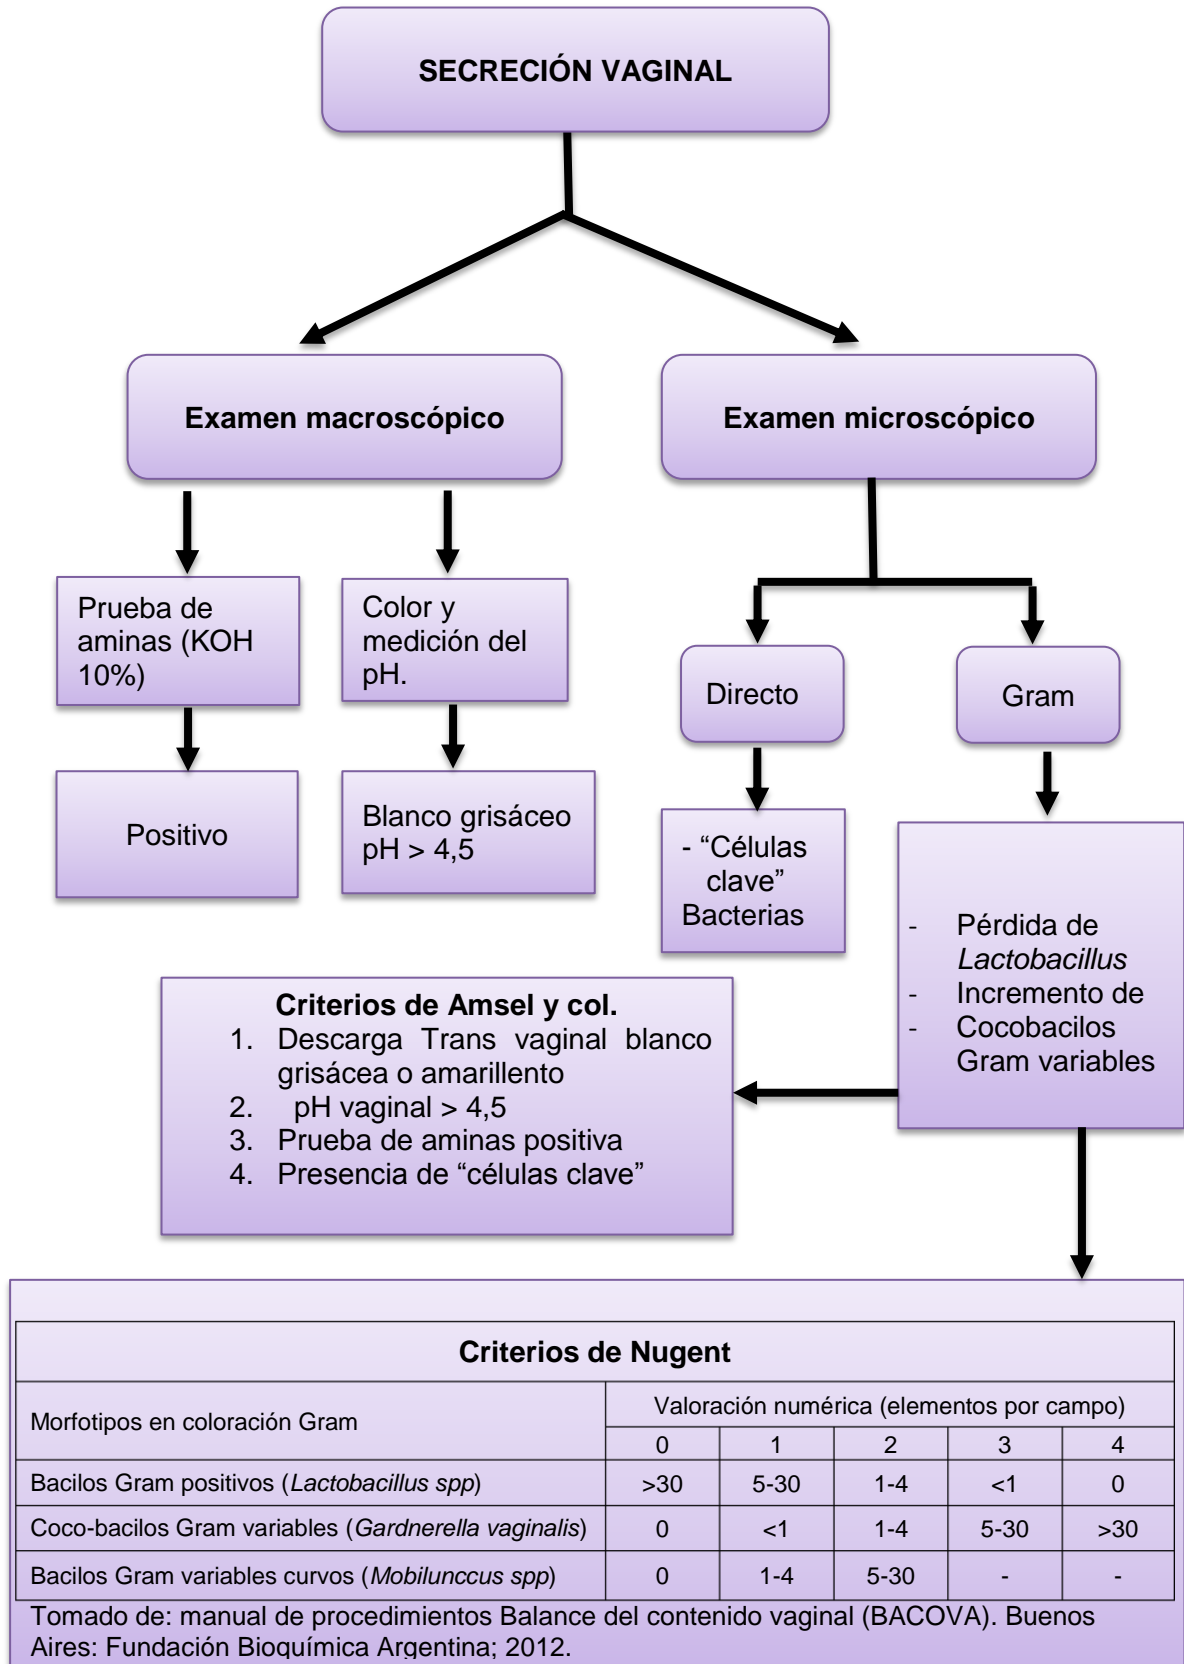 SECRECIÓN VAGINAL
Examen macroscópico
Examen microscópico
Prueba de
aminas (KOH
10%)
Color y
medición del
pH.
Directo
Gram
Positivo
Blanco grisáceo
pH > 4,5
- “Células
clave”
Bacterias
- Pérdida de
Lactobacillus
- Incremento de
- Cocobacilos
Gram variables
Criterios de Amsel y col.
1. Descarga Trans vaginal blanco
grisácea o amarillento
2. pH vaginal > 4,5
3. Prueba de aminas positiva
4. Presencia de “células clave”
Criterios de Nugent
Morfotipos en coloración Gram
Valoración numérica (elementos por campo)
0 1 2 3 4
Bacilos Gram positivos (Lactobacillus spp) >30 5-30 1-4 <1 0
Coco-bacilos Gram variables (Gardnerella vaginalis) 0 <1 1-4 5-30 >30
Bacilos Gram variables curvos (Mobilunccus spp) 0 1-4 5-30 - -
Tomado de: manual de procedimientos Balance del contenido vaginal (BACOVA). Buenos
Aires: Fundación Bioquímica Argentina; 2012.